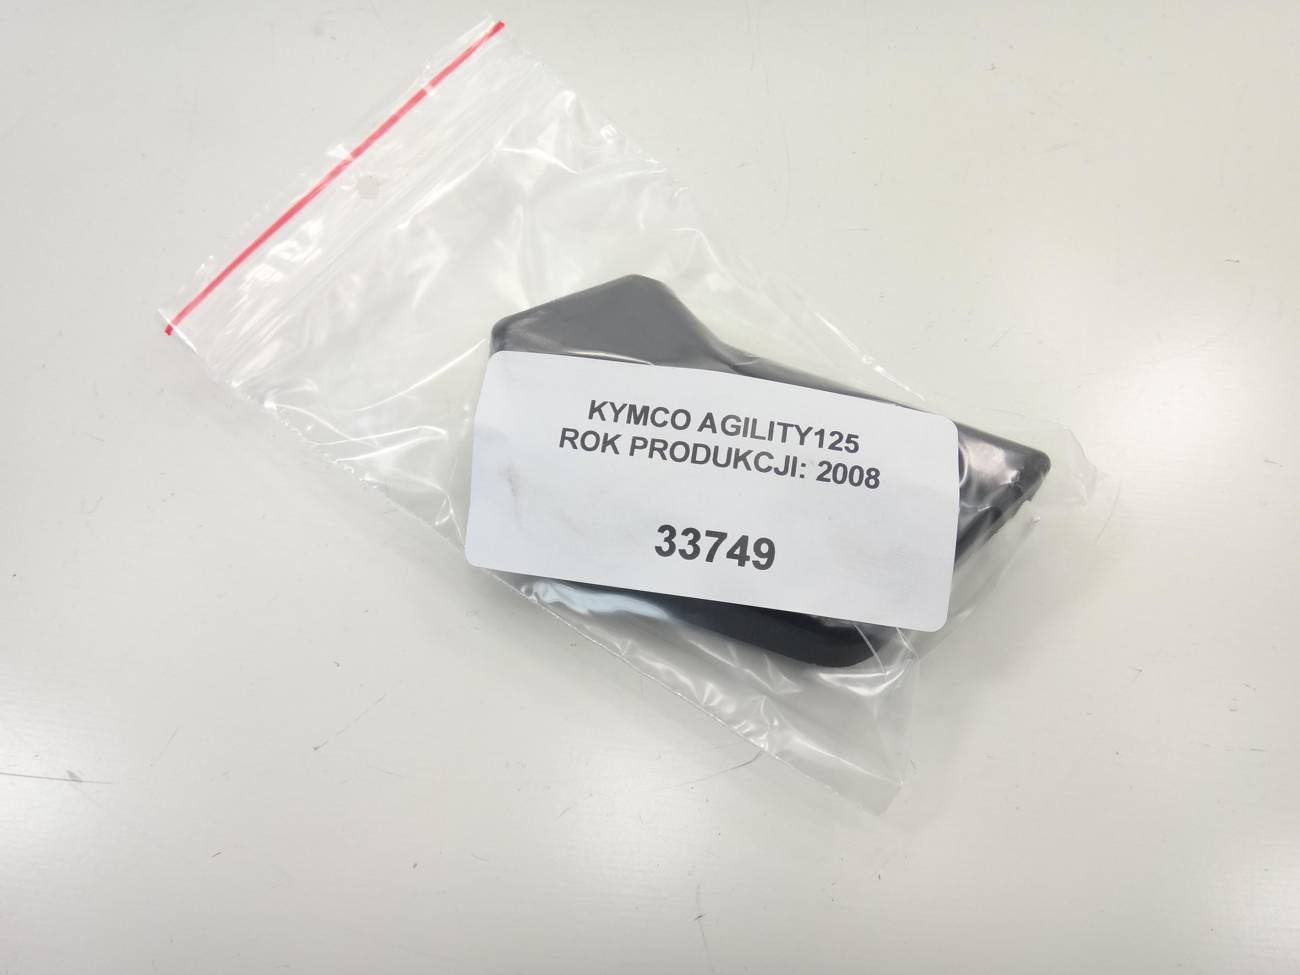 KYMCO AGILITY125
ROK PRODUKCJI: 2008
33749